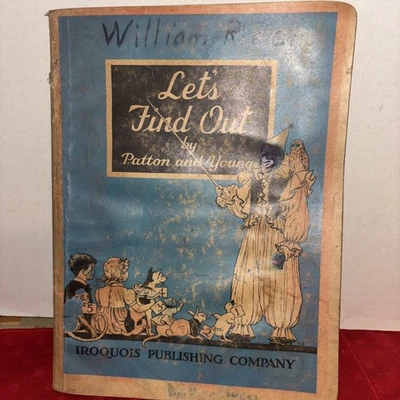 William
Let's
Find Out
by
Patton and Young
IROQUOIS PUBLISHING COMPANY